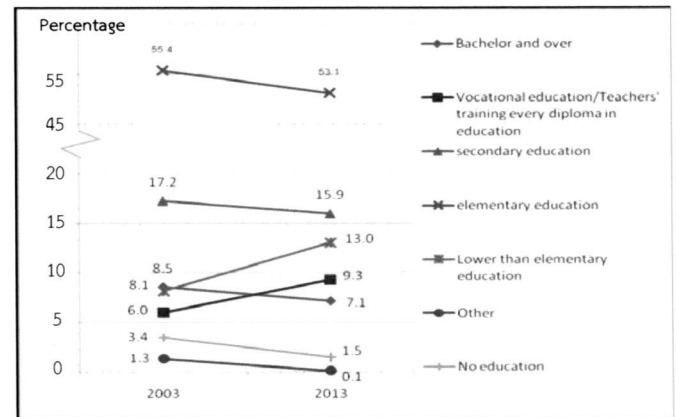 Percentage
55.4
53.1
55
45
20
17.2
15.9
15
13.0
10
8.5
8.1
9.3
7.1
6.0
5
3.4
1.5
1.3
0.1
0
2003 2013
Bachelor and over
Vocational education/Teachers'
training every diploma in
education
secondary education
elementary education
Lower than elementary
education
Other
No education